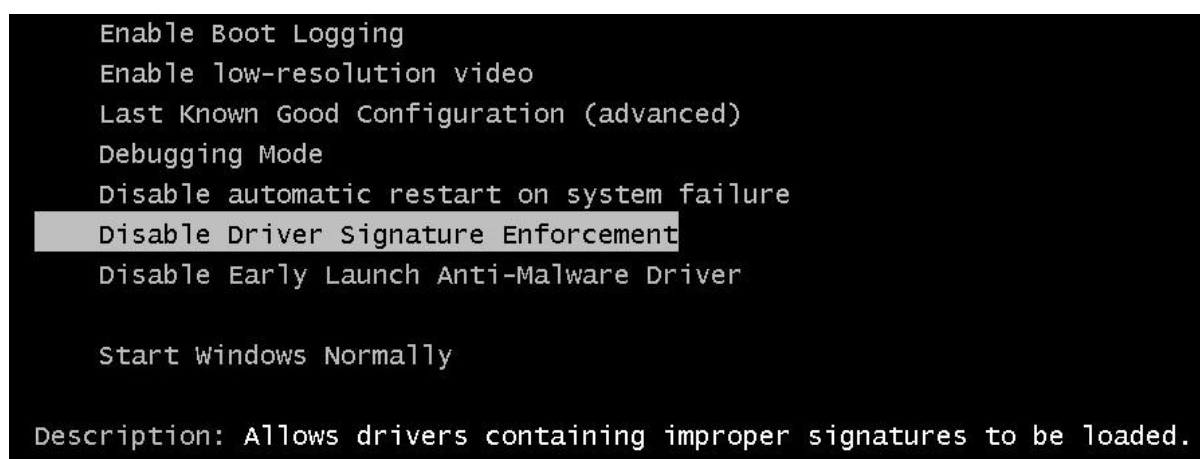 Enable Boot Logging
Enable low-resolution video
Last Known Good Configuration (advanced)
Debugging Mode
Disable automatic restart on system failure
Disable Driver Signature Enforcement
Disable Early Launch Anti-Malware Driver
Start Windows Normally
Description: Allows drivers containing improper signatures to be loaded.